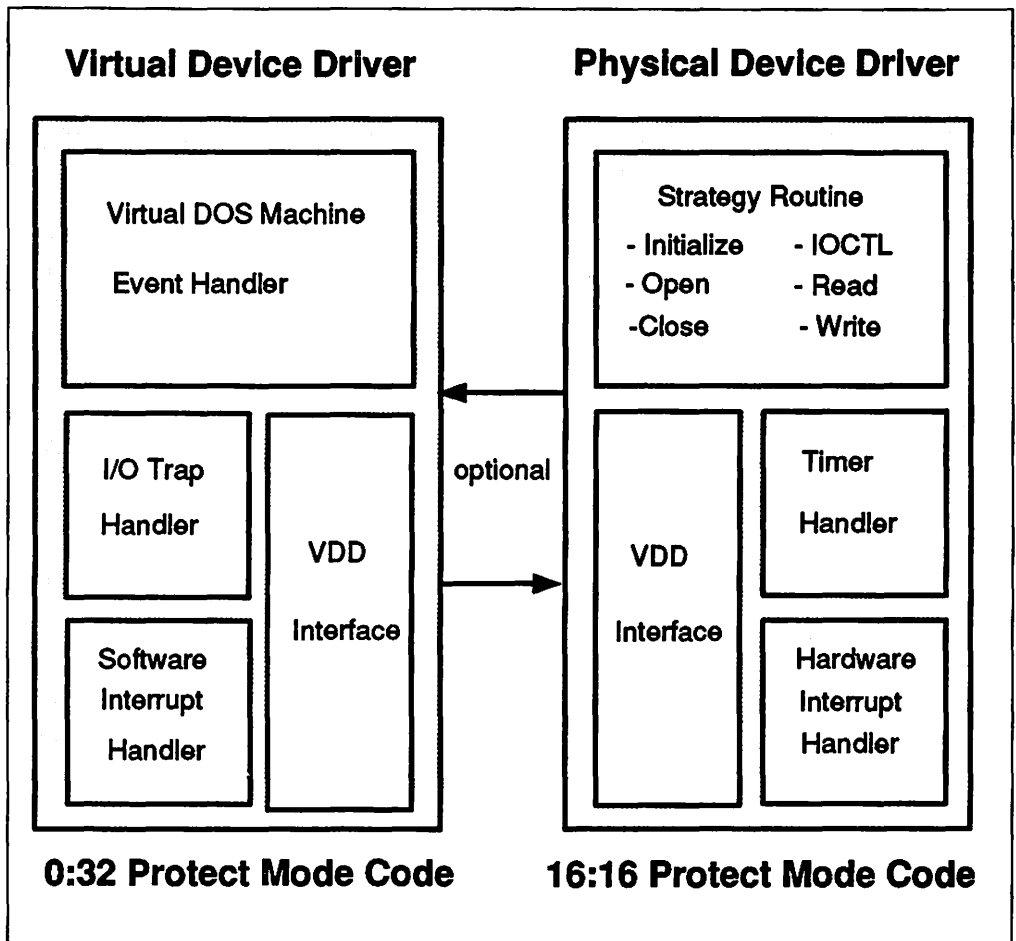 Virtual Device Driver
Virtual DOS Machine
Event Handler
I/O Trap
Handler
Software
Interrupt
Handler
VDD
Interface
optional
Physical Device Driver
Strategy Routine
- Initialize - IOCTL
- Open - Read
-Close - Write
VDD
Interface
Timer
Handler
Hardware
Interrupt
Handler
0:32 Protect Mode Code
16:16 Protect Mode Code